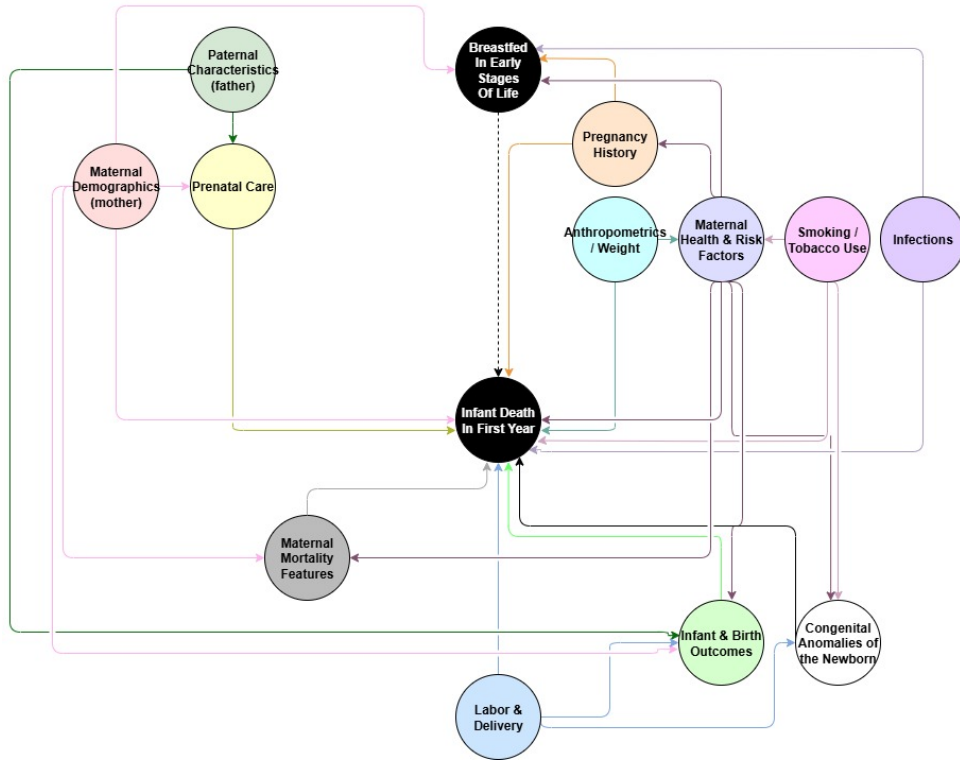 Paternal
Characteristics
(father)
Breastfed
In Early
Stages
Of Life
Pregnancy
History
Maternal
Demographics
(mother)
Prenatal Care
Anthropometrics
/ Weight
Maternal
Health & Risk
Factors
Smoking /
Tobacco Use
Infections
Infant Death
In First Year
Maternal
Mortality
Features
Infant & Birth
Outcomes
Congenital
Anomalies of
the Newborn
Labor &
Delivery